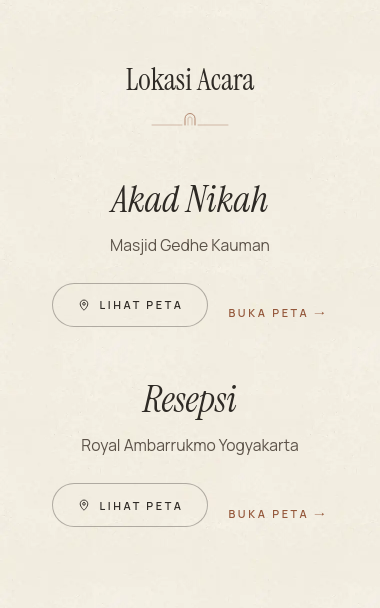 Lokasi Acara
Akad Nikah
Masjid Gedhe Kauman
LIHAT PETA BUKA PETA →
Resepsi
Royal Ambarrukmo Yogyakarta
LIHAT PETA BUKA PETA →